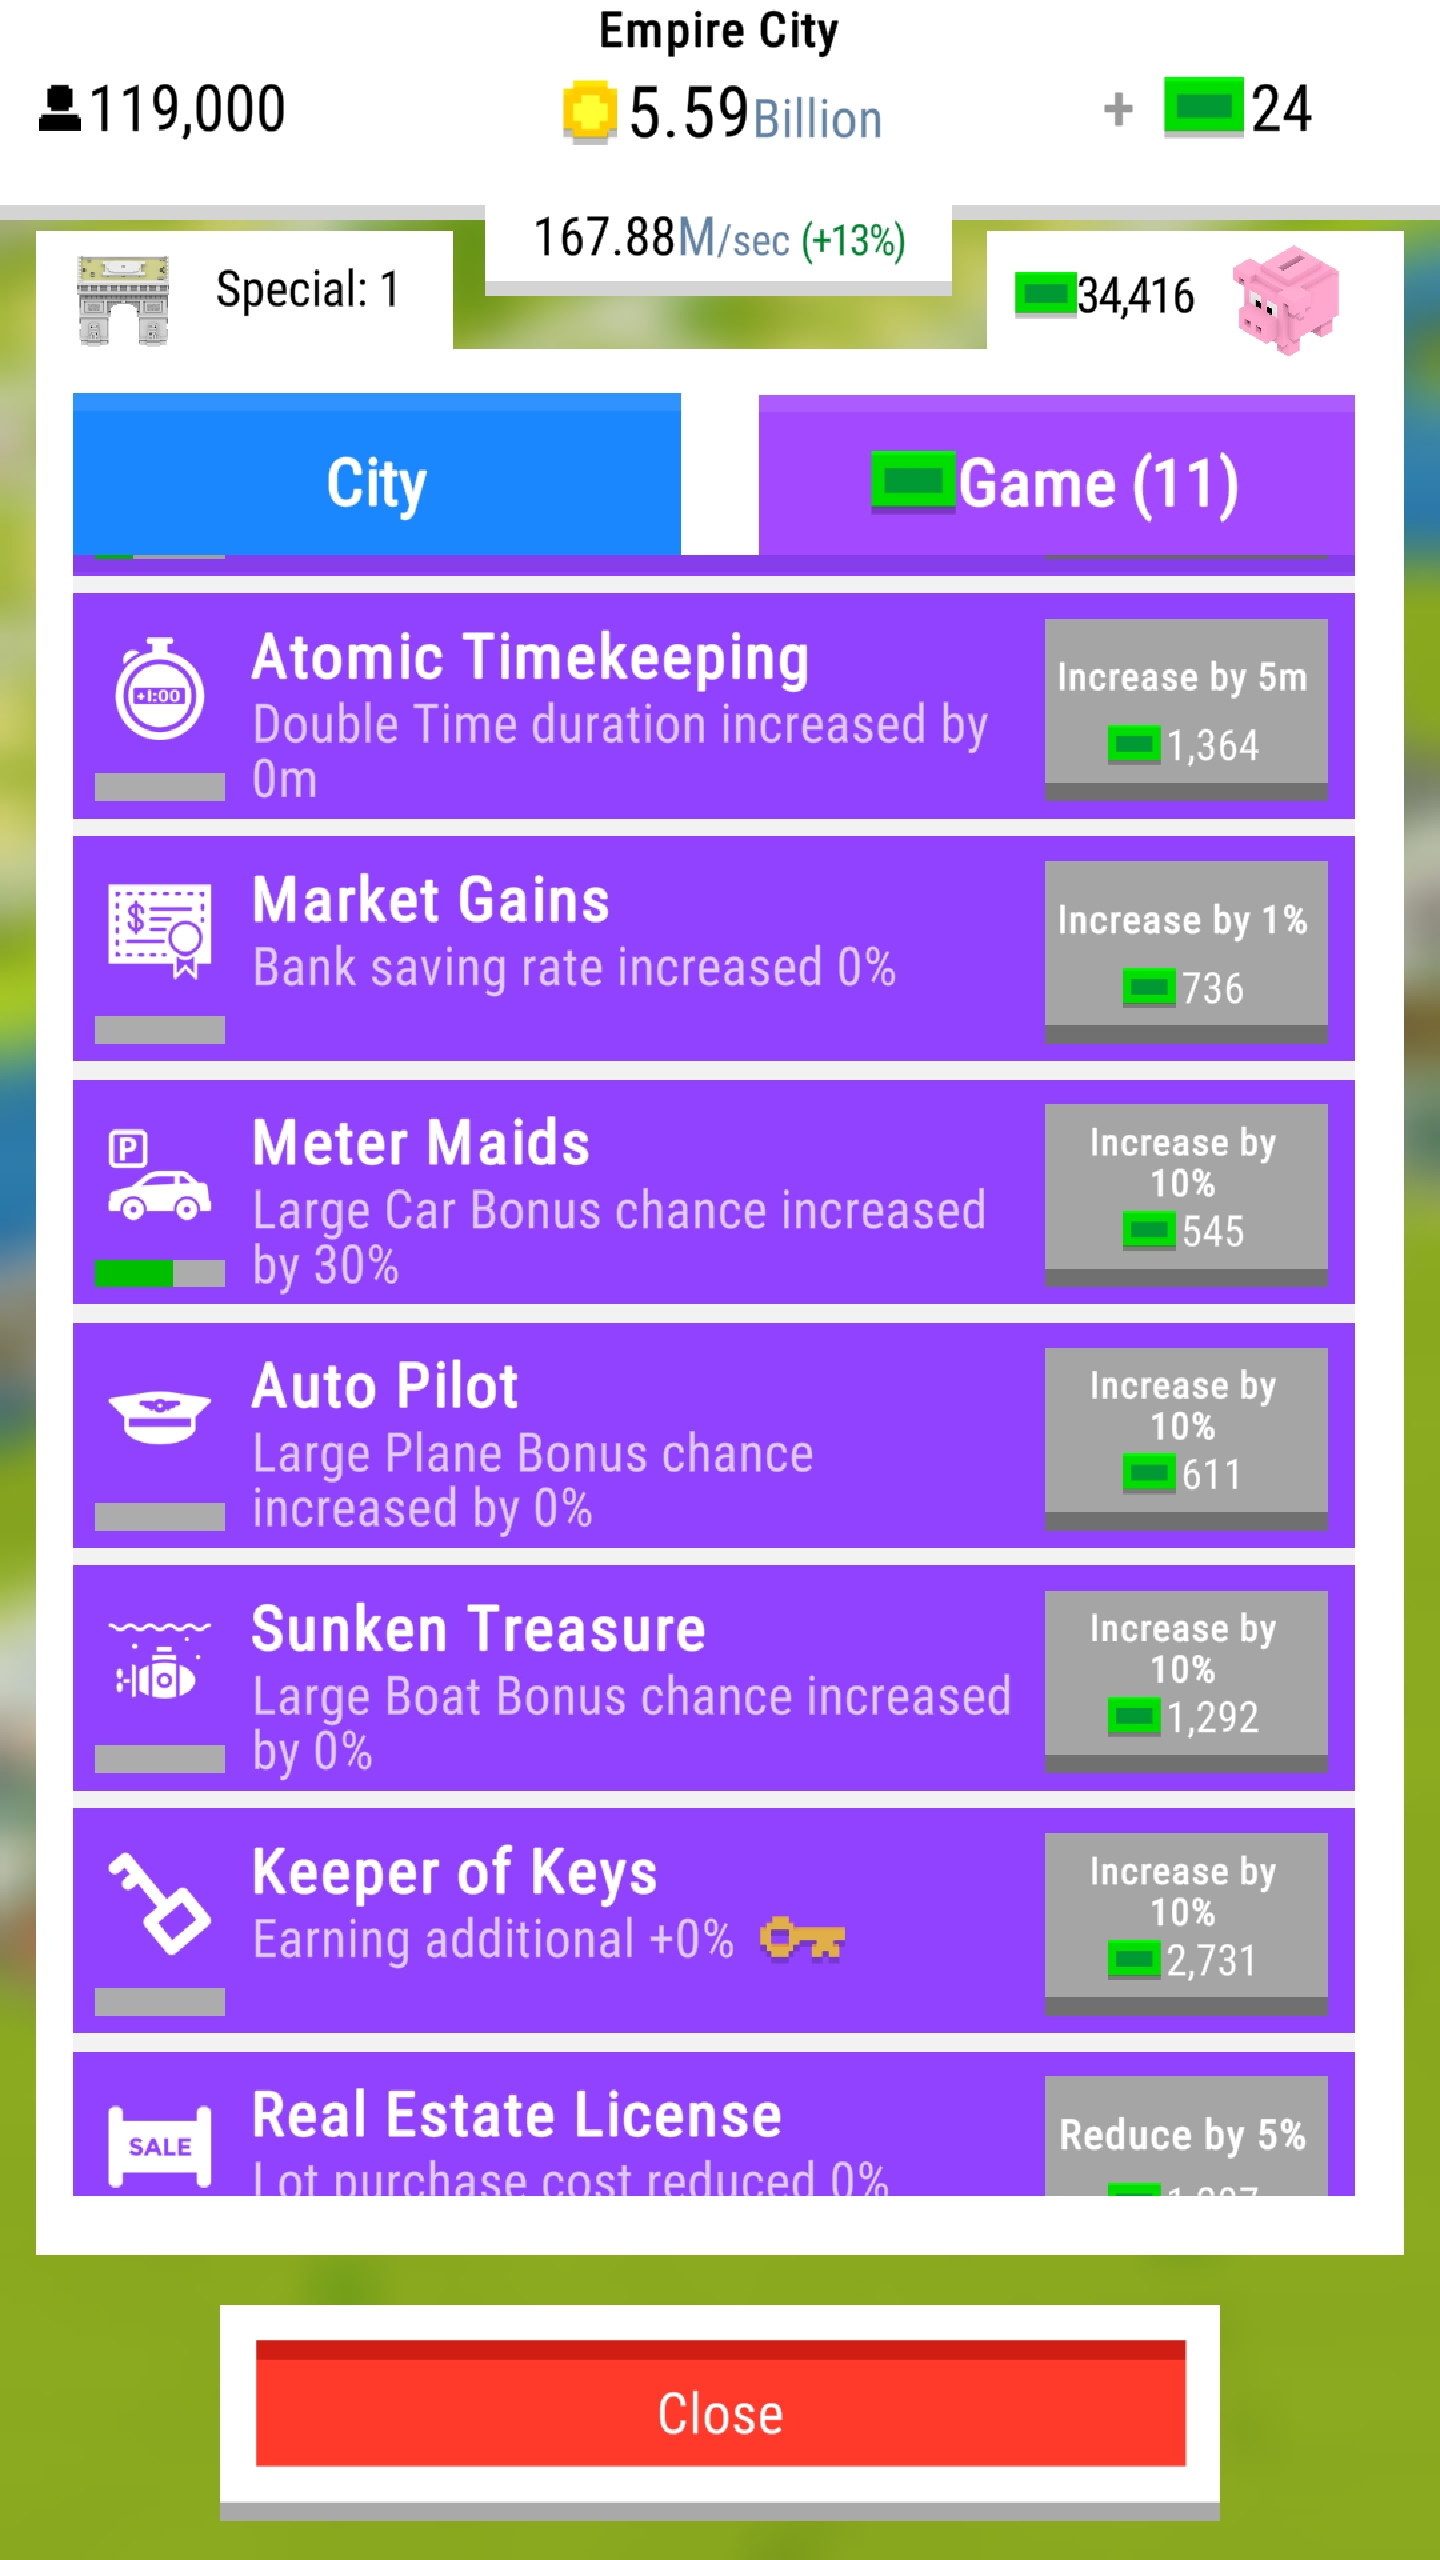 Empire City
119,000
5.59Billion
+ 24
167.88M/sec (+13%)
Special: 1
34,416
City
Game (11)
+1:00
Atomic Timekeeping
Double Time duration increased by
0m
Increase by 5m
1,364
$
Market Gains
Bank saving rate increased 0%
Increase by 1%
736
P
Meter Maids
Large Car Bonus chance increased
by 30%
Increase by
10%
545
Auto Pilot
Large Plane Bonus chance
increased by 0%
Increase by
10%
611
Sunken Treasure
Large Boat Bonus chance increased
by 0%
Increase by
10%
1,292
Keeper of Keys
Earning additional +0%
Increase by
10%
2,731
SALE
Real Estate License
Lot purchase cost reduced 0%
Reduce by 5%
Close